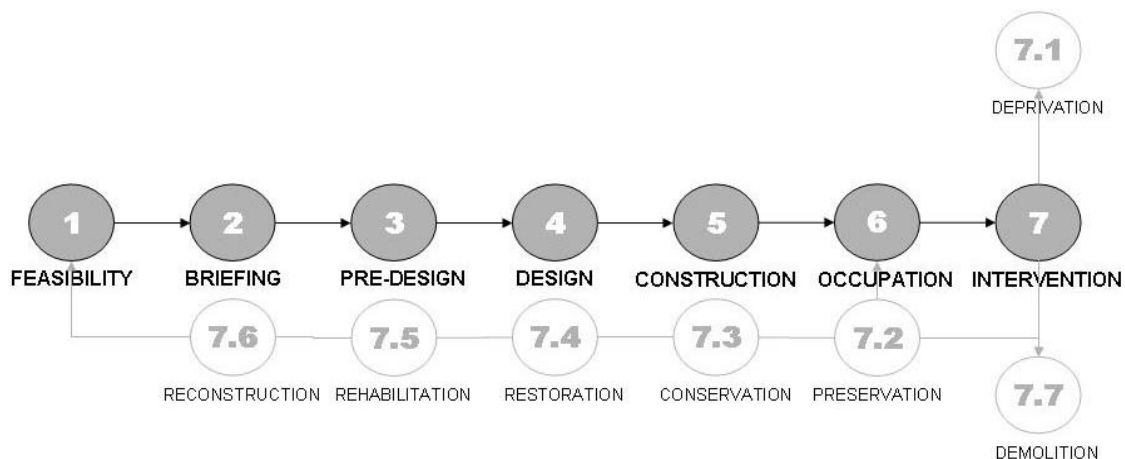 7.1
DEPRIVATION
1 2 3 4 5 6 7
FEASIBILITY BRIEFING PRE-DESIGN DESIGN CONSTRUCTION OCCUPATION INTERVENTION
7.6 7.5 7.4 7.3 7.2
RECONSTRUCTION REHABILITATION RESTORATION CONSERVATION PRESERVATION
7.7
DEMOLITION